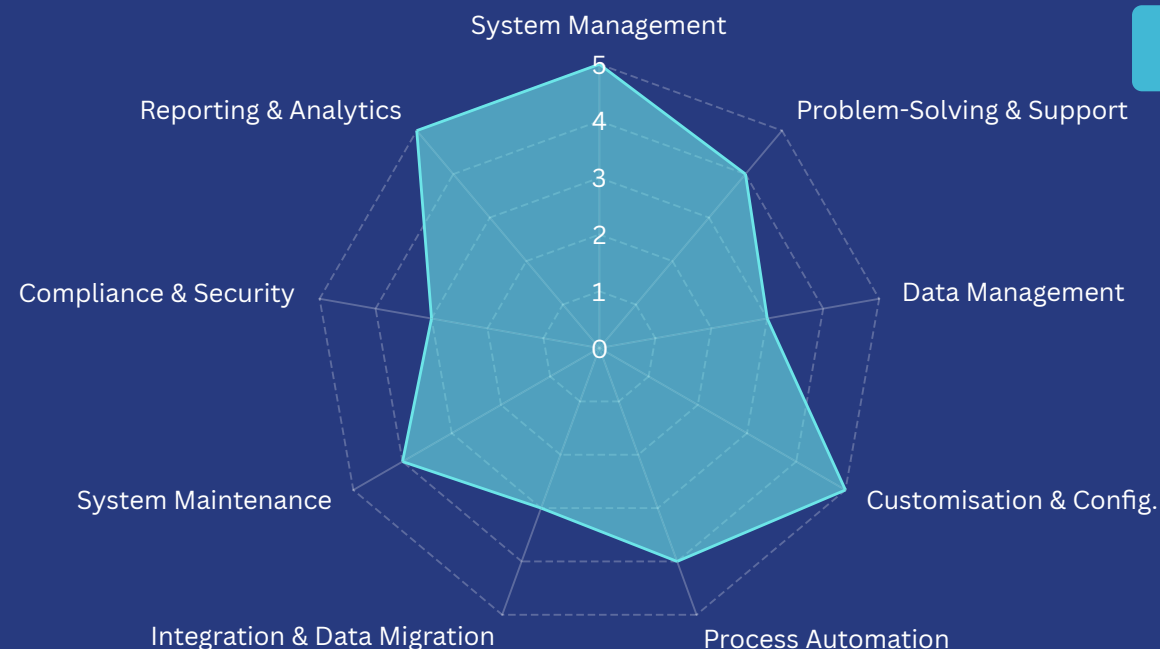 System Management
5
Reporting & Analytics
Problem-Solving & Support
4
3
2
Compliance & Security
Data Management
1
0
System Maintenance
Customisation & Config.
Integration & Data Migration
Process Automation